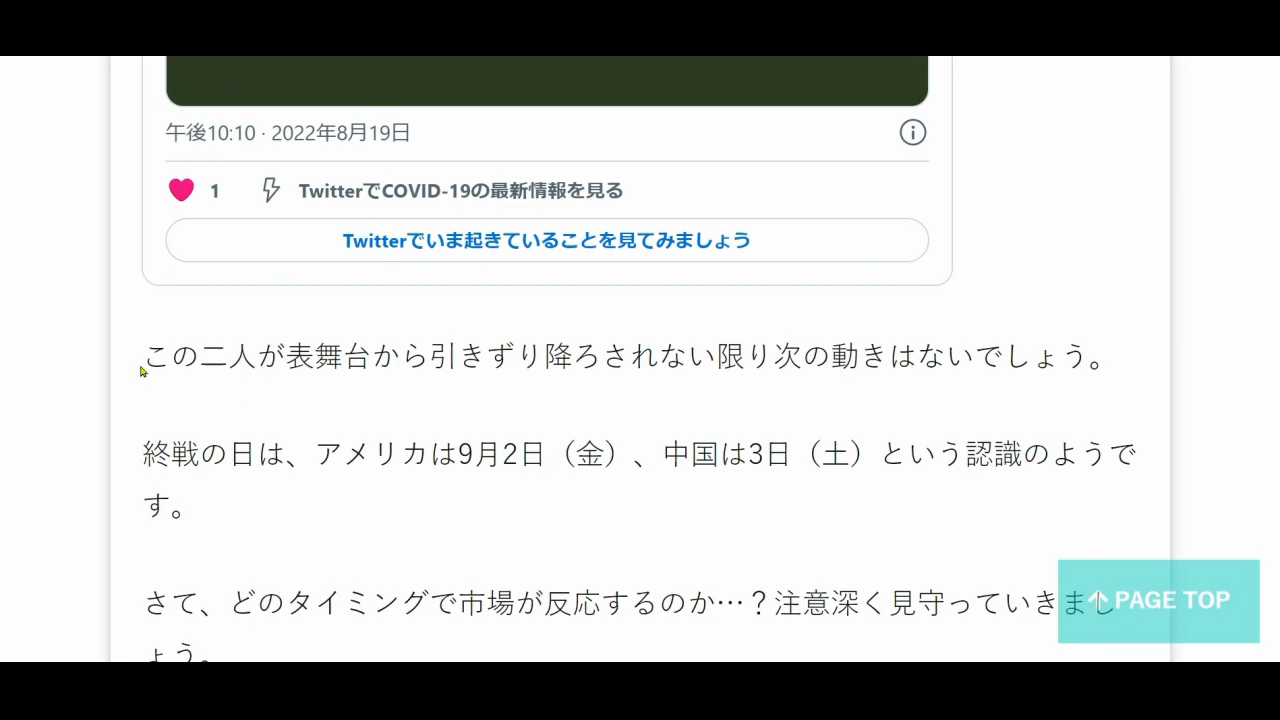 午後10:10 · 2022年8月19日
1 TwitterでCOVID-19の最新情報を見る
Twitterでいま起きていることを見てみましょう
この二人が表舞台から引きずり降ろされない限り次の動きはないでしょう。
終戦の日は、アメリカは9月2日（金）、中国は3日（土）という認識のようで
す。
さて、どのタイミングで市場が反応するのか…？注意深く見守っていきまし
ょう。
↑ PAGE TOP